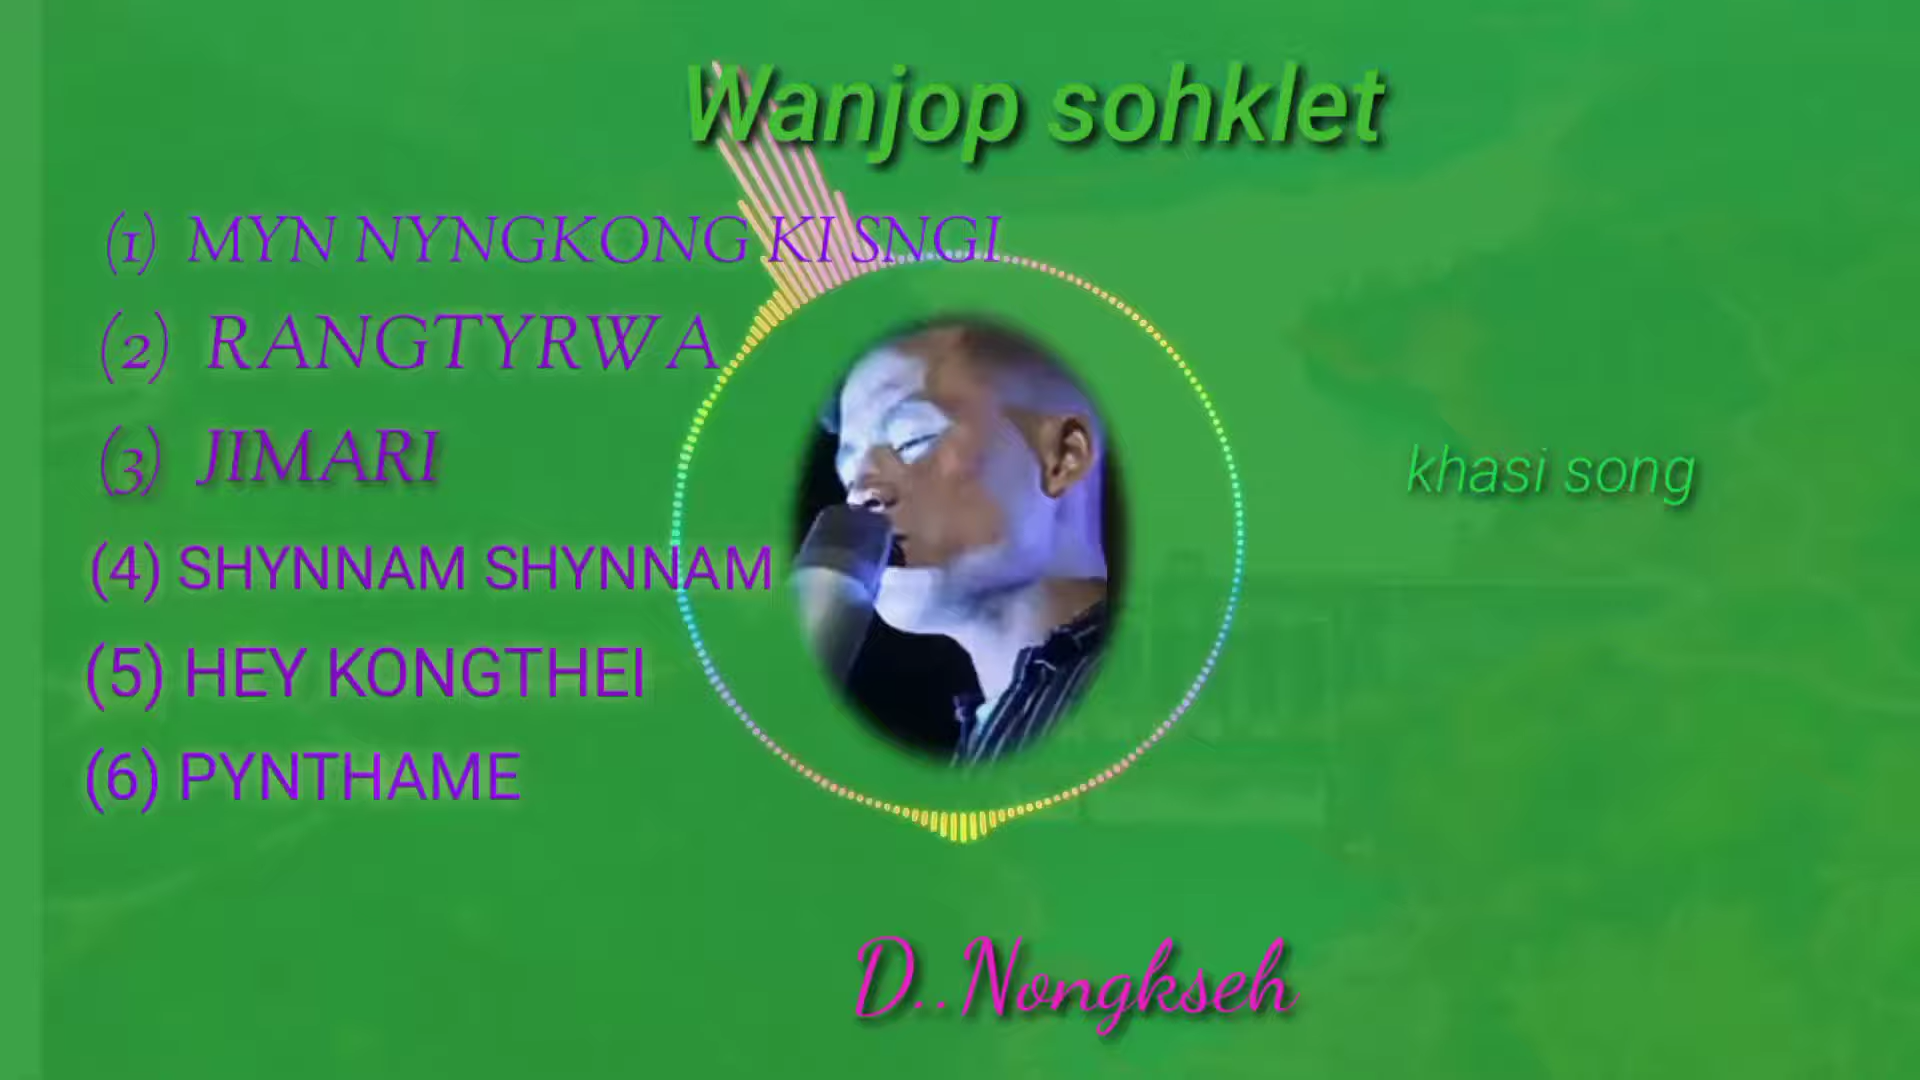 Wanjop sohklet
(1) MYN NYNGKONG KI SNGI
(2) RANGTYRWA
(3) JIMARI
khasi song
(4) SHYNNAM SHYNNAM
(5) HEY KONGTHEI
(6) PYNTHAME
D..Nongkseh